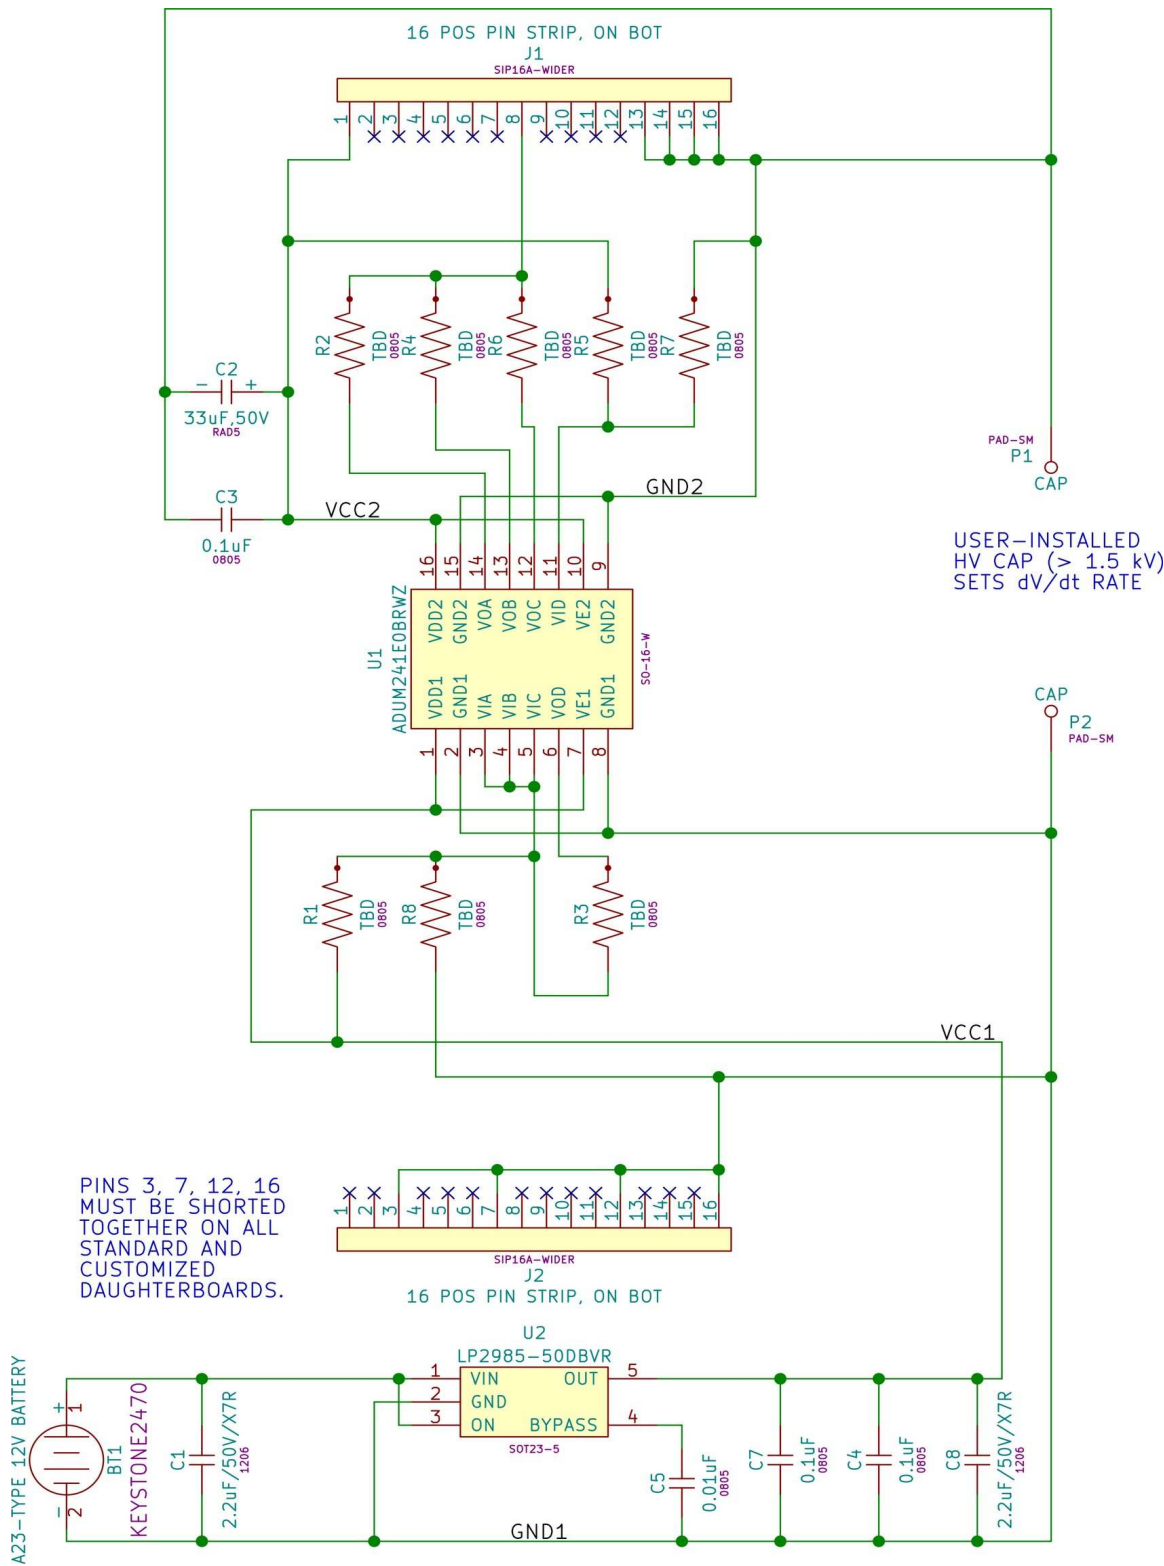 16 POS PIN STRIP, ON BOT
J1
SIP16A-WIDER
1 2 3 4 5 6 7 8 9 10 11 12 13 14 15 16
R2 TBD 0805 R4 TBD 0805 R6 TBD 0805 R5 TBD 0805 R7 TBD 0805
C2
− +
33uF,50V
RAD5
PAD-SM
P1
CAP
GND2
C3
VCC2
0.1uF
0805
USER-INSTALLED
HV CAP (> 1.5 kV)
SETS dV/dt RATE
16 15 14 13 12 11 10 9
VDD2 GND2 VOA VOB VOC VID VE2 GND2
U1
ADUM241E0BRWZ
SO-16-W
VDD1 GND1 VIA VIB VIC VOD VE1 GND1
1 2 3 4 5 6 7 8
CAP
P2
PAD-SM
R1 TBD 0805 R8 TBD 0805 R3 TBD 0805
VCC1
PINS 3, 7, 12, 16
MUST BE SHORTED
TOGETHER ON ALL
STANDARD AND
CUSTOMIZED
DAUGHTERBOARDS.
1 2 3 4 5 6 7 8 9 10 11 12 13 14 15 16
SIP16A-WIDER
J2
16 POS PIN STRIP, ON BOT
U2
LP2985-50DBVR
1 VIN OUT 5
2 GND
3 ON BYPASS 4
SOT23-5
A23-TYPE 12V BATTERY
+ 1
− 2
BT1
KEYSTONE2470
C1
2.2uF/50V/X7R
1206
C5
0.01uF
0805
C7
0.1uF
0805
C4
0.1uF
0805
C8
2.2uF/50V/X7R
1206
GND1